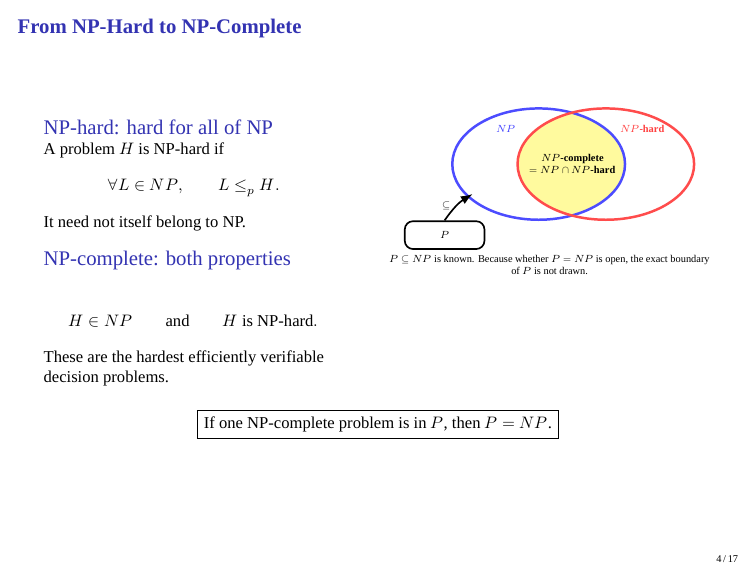 From NP-Hard to NP-Complete
NP-hard: hard for all of NP
A problem H is NP-hard if
∀L ∈ NP,   L ≤p H.
It need not itself belong to NP.
NP-complete: both properties
H ∈ NP   and   H is NP-hard.
These are the hardest efficiently verifiable
decision problems.
NP
NP-hard
NP-complete
= NP ∩ NP-hard
⊆
P
P ⊆ NP is known. Because whether P = NP is open, the exact boundary
of P is not drawn.
If one NP-complete problem is in P, then P = NP.
4 / 17